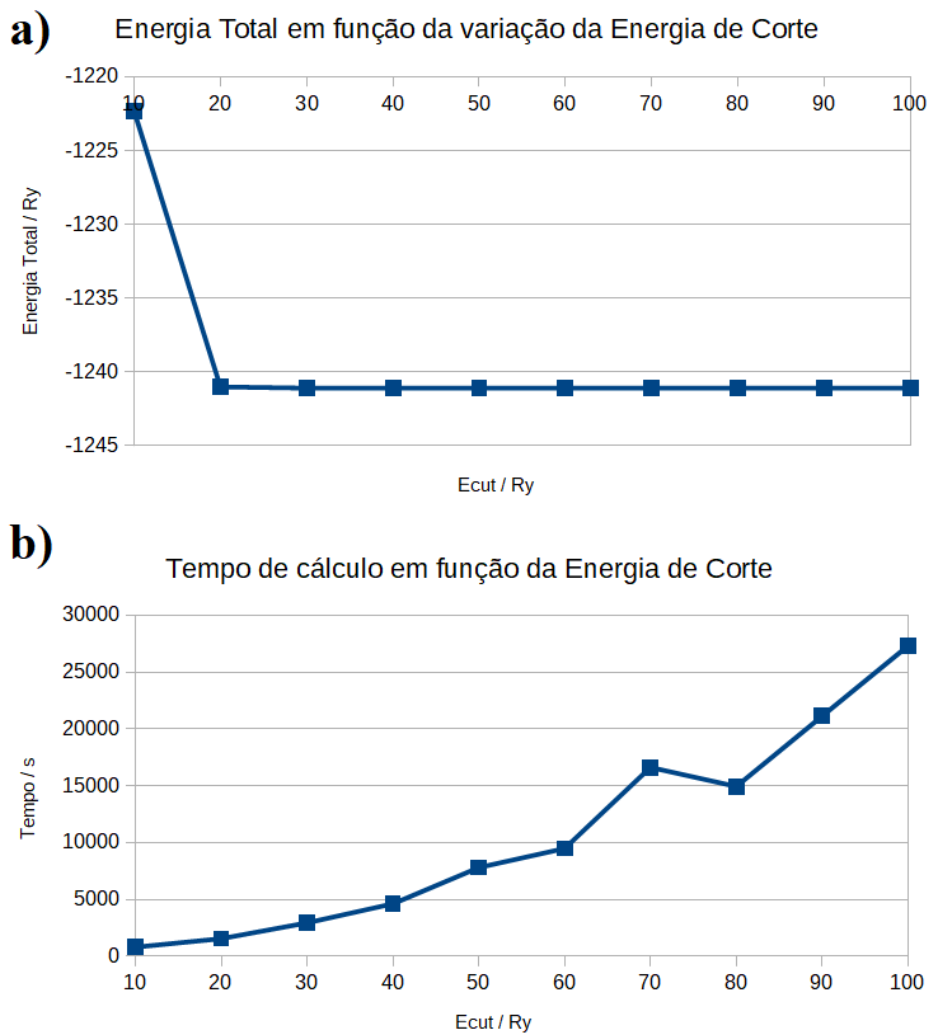 a)
Energia Total em função da variação da Energia de Corte
-1220
10 20 30 40 50 60 70 80 90 100
-1225
-1230
-1235
-1240
-1245
Energia Total / Ry
Ecut / Ry
b)
Tempo de cálculo em função da Energia de Corte
30000
25000
20000
15000
10000
5000
0
Tempo / s
10 20 30 40 50 60 70 80 90 100
Ecut / Ry